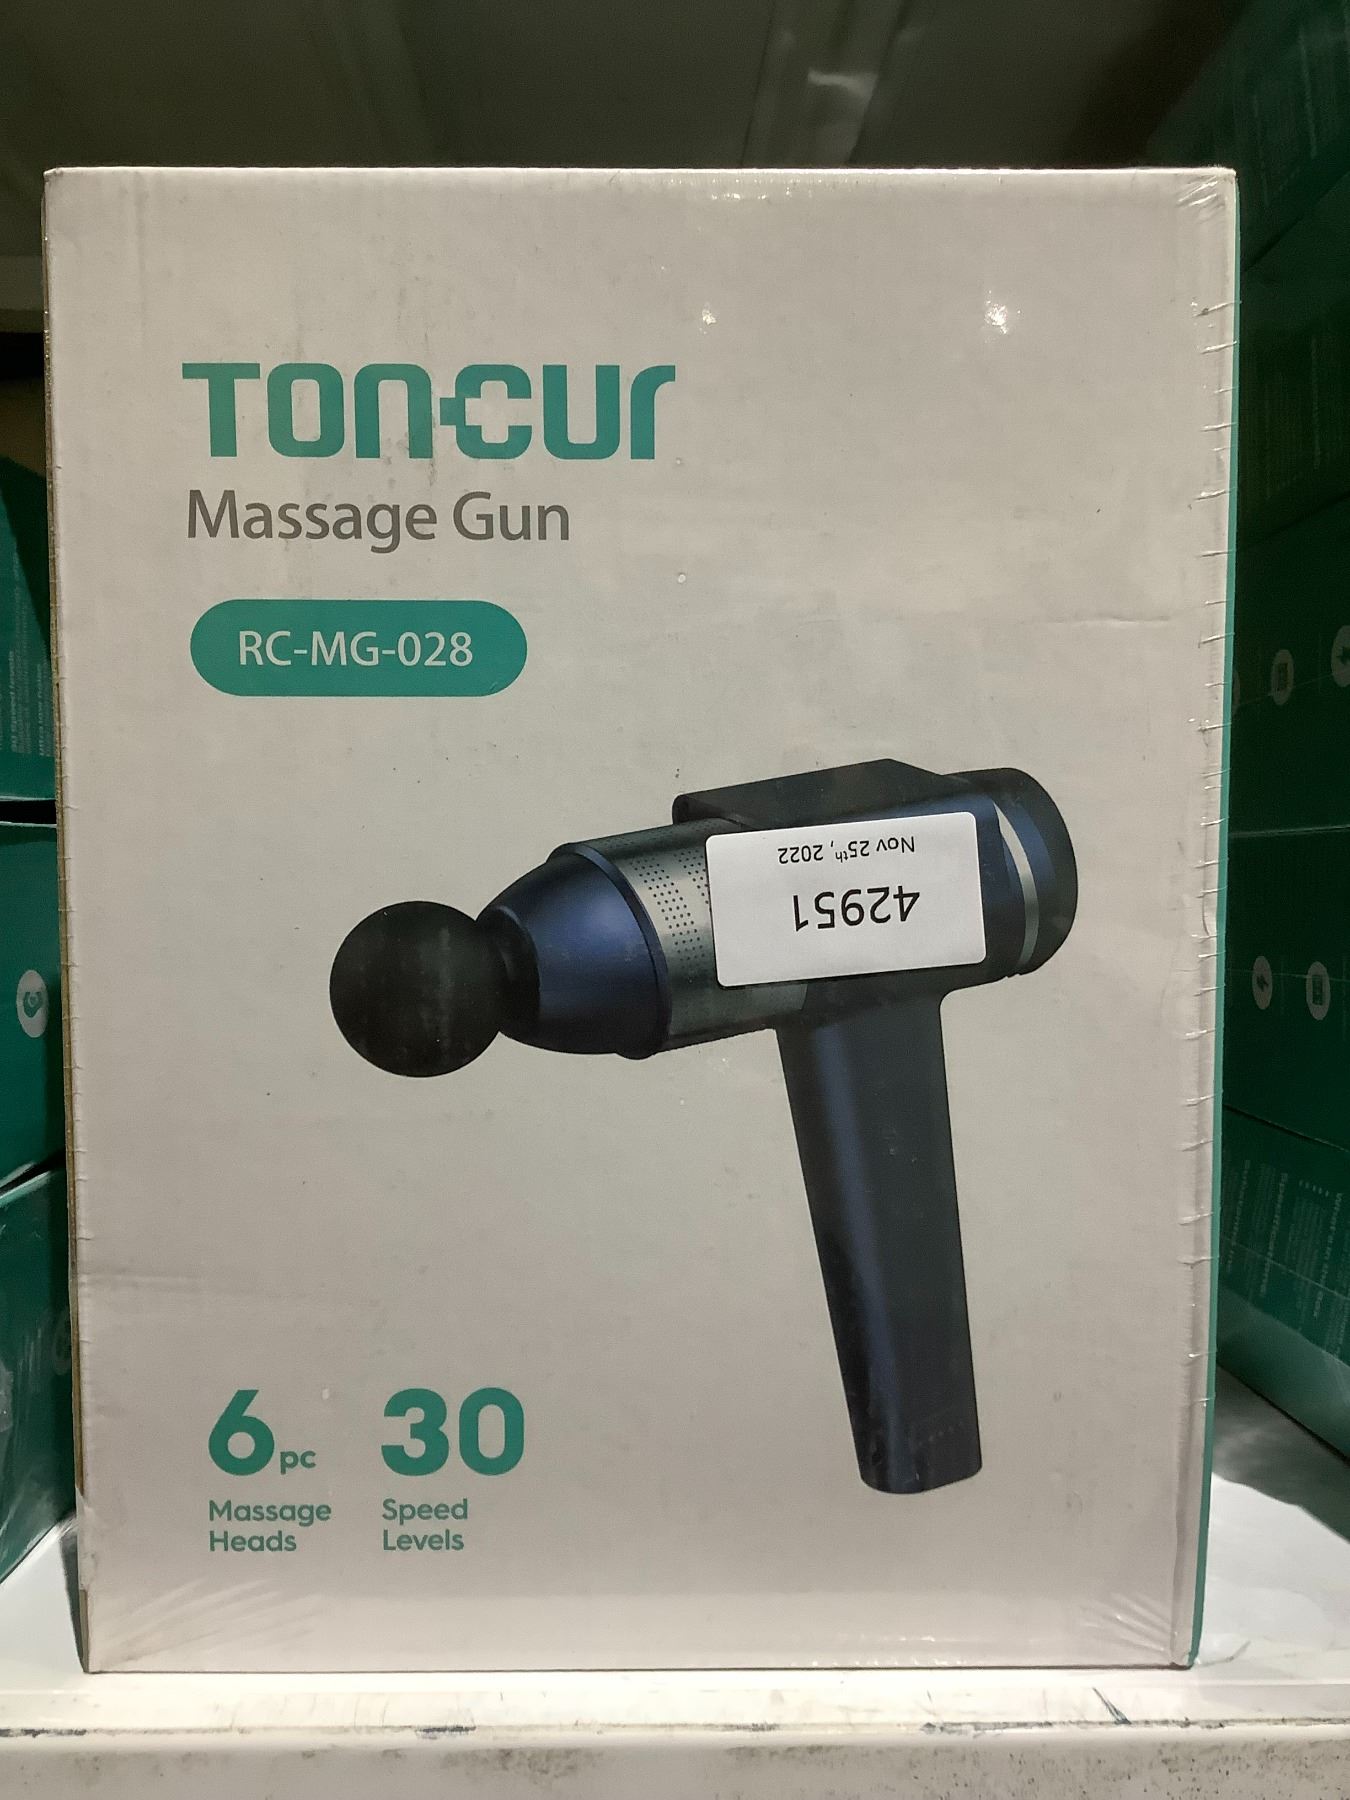 TONCUR
Massage Gun
RC-MG-028
42951
Nov 25th, 2022
6pc
Massage
Heads
30
Speed
Levels